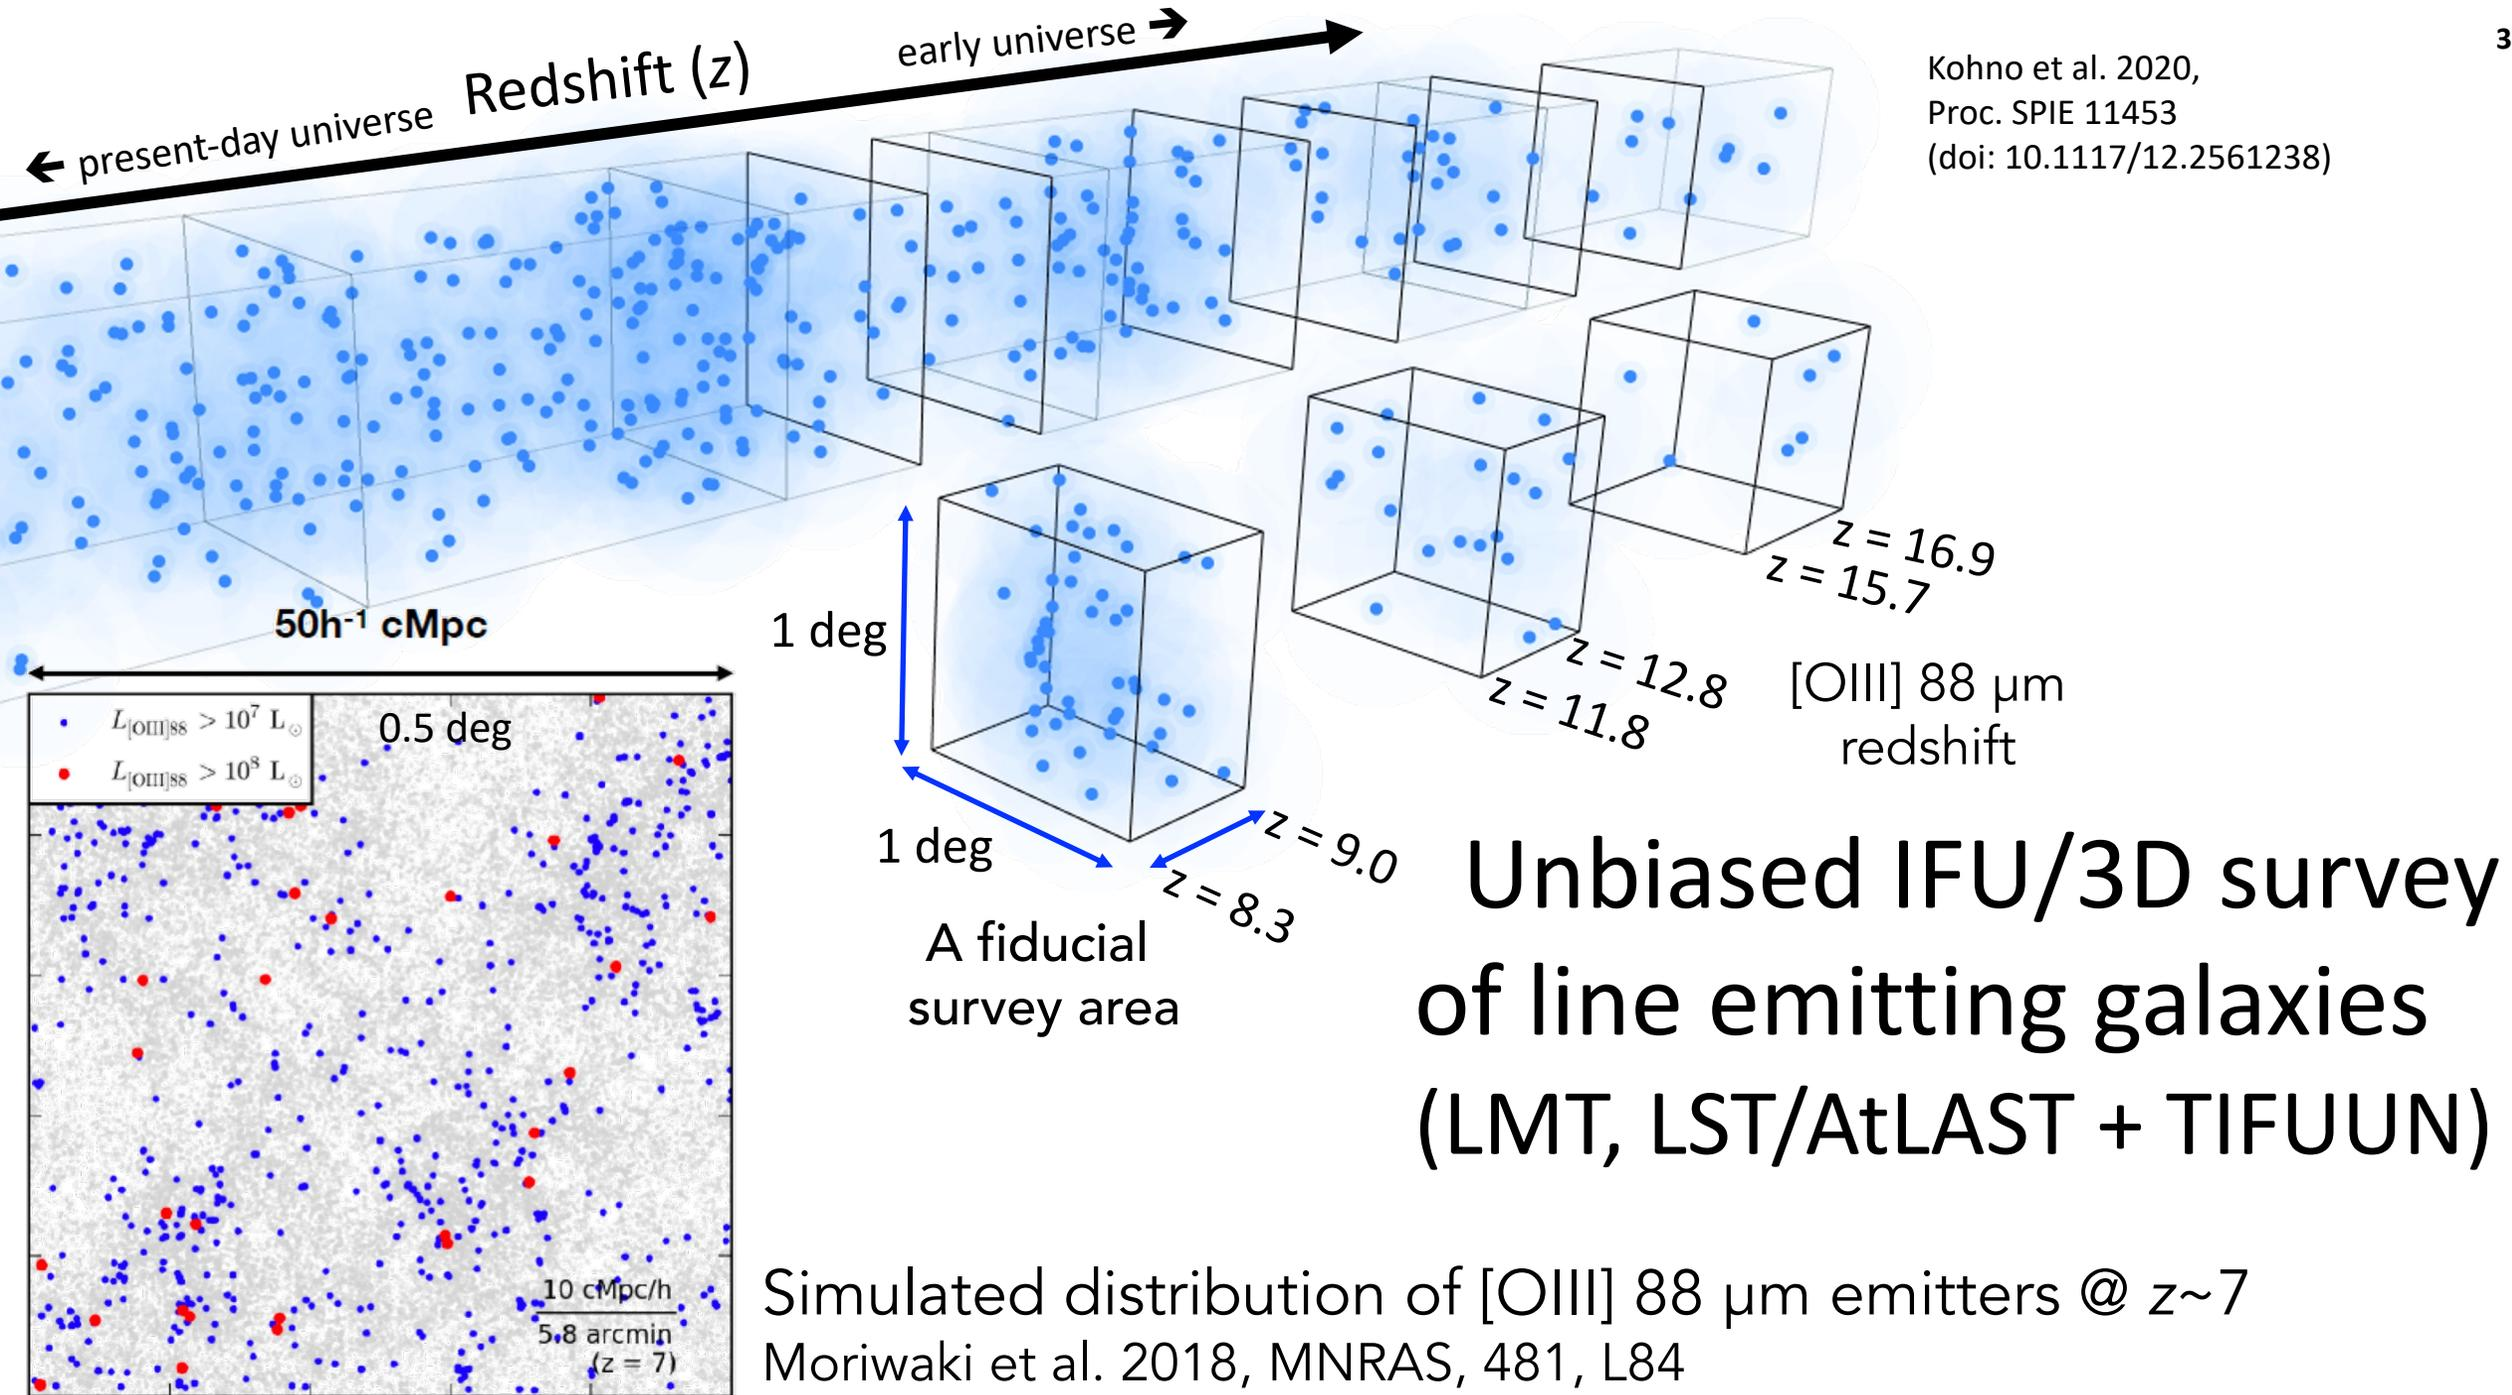 3
early universe →
Redshift (z)
← present-day universe
Kohno et al. 2020,
Proc. SPIE 11453
(doi: 10.1117/12.2561238)
z = 16.9
z = 15.7
z = 12.8
z = 11.8
[OIII] 88 μm
redshift
1 deg
1 deg
z = 9.0
z = 8.3
A fiducial
survey area
50h⁻¹ cMpc
0.5 deg
L[OIII]88 > 10⁷ L☉
L[OIII]88 > 10⁸ L☉
10 cMpc/h
5.8 arcmin
(z = 7)
Unbiased IFU/3D survey
of line emitting galaxies
(LMT, LST/AtLAST + TIFUUN)
Simulated distribution of [OIII] 88 μm emitters @ z~7
Moriwaki et al. 2018, MNRAS, 481, L84